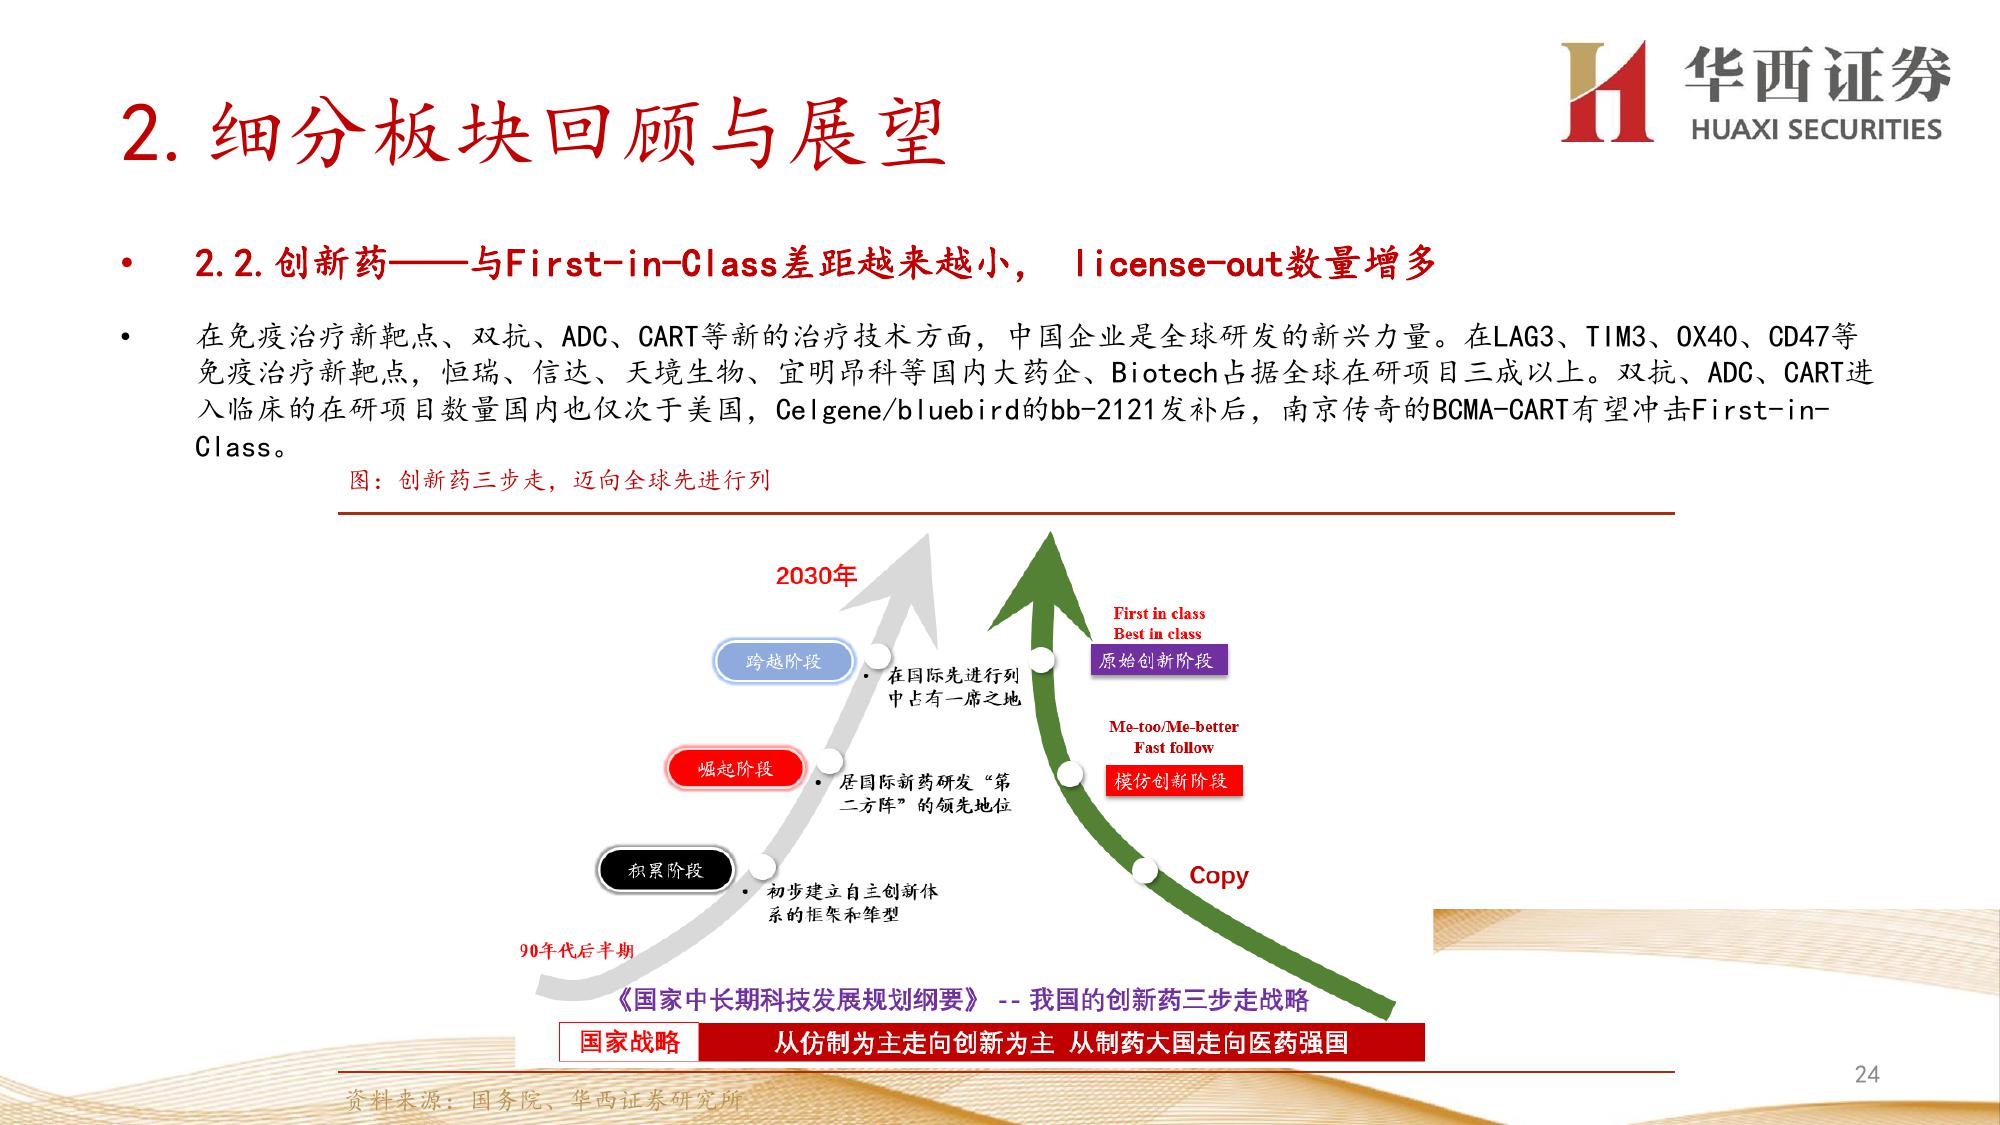 华西证券
HUAXI SECURITIES
2. 细分板块回顾与展望
• 2.2.创新药——与First-in-Class差距越来越小， license-out数量增多
• 在免疫治疗新靶点、双抗、ADC、CART等新的治疗技术方面，中国企业是全球研发的新兴力量。在LAG3、TIM3、OX40、CD47等
免疫治疗新靶点，恒瑞、信达、天境生物、宜明昂科等国内大药企、Biotech占据全球在研项目三成以上。双抗、ADC、CART进
入临床的在研项目数量国内也仅次于美国，Celgene/bluebird的bb-2121发补后，南京传奇的BCMA-CART有望冲击First-in-
Class。
图：创新药三步走，迈向全球先进行列
2030年
First in class
Best in class
跨越阶段
原始创新阶段
• 在国际先进行列
中占有一席之地
Me-too/Me-better
Fast follow
崛起阶段
模仿创新阶段
• 居国际新药研发“第
二方阵”的领先地位
积累阶段
Copy
• 初步建立自主创新体
系的框架和雏型
90年代后半期
《国家中长期科技发展规划纲要》 -- 我国的创新药三步走战略
国家战略
从仿制为主走向创新为主 从制药大国走向医药强国
资料来源：国务院、华西证券研究所
24